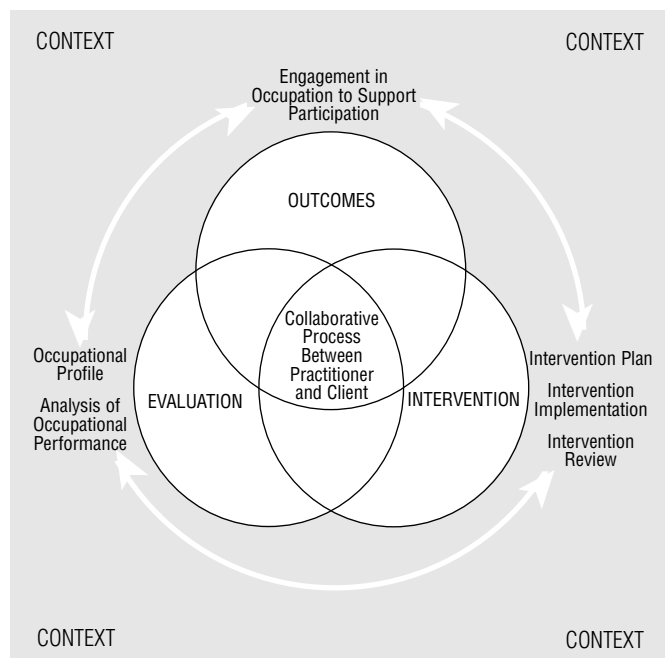 CONTEXT
CONTEXT
Engagement in
Occupation to Support
Participation
OUTCOMES
Collaborative
Process
Between
Practitioner
and Client
EVALUATION
INTERVENTION
Occupational
Profile
Analysis of
Occupational
Performance
Intervention Plan
Intervention
Implementation
Intervention
Review
CONTEXT
CONTEXT